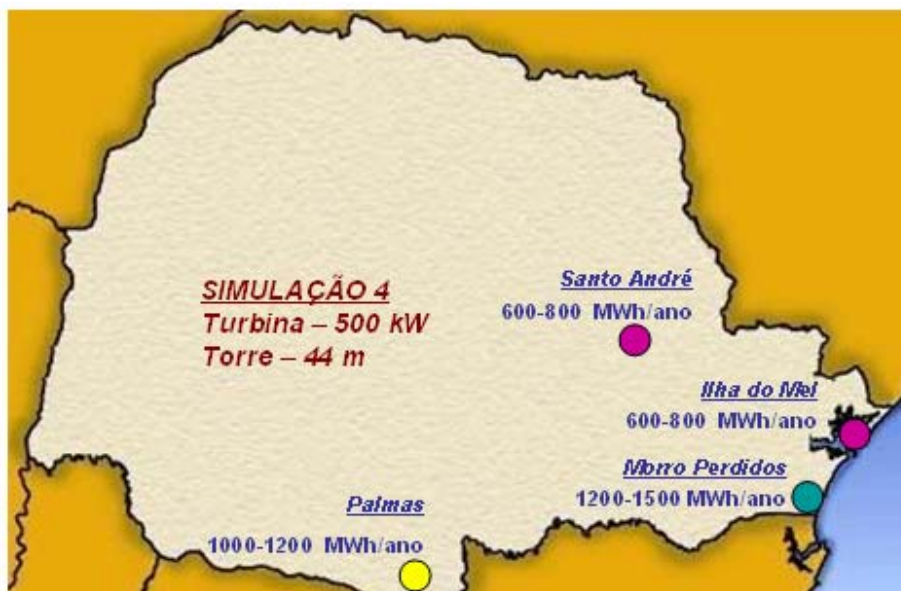 SIMULAÇÃO 4
Turbina – 500 kW
Torre – 44 m
Santo André
600-800 MWh/ano
Ilha do Mel
600-800 MWh/ano
Morro Perdidos
1200-1500 MWh/ano
Palmas
1000-1200 MWh/ano